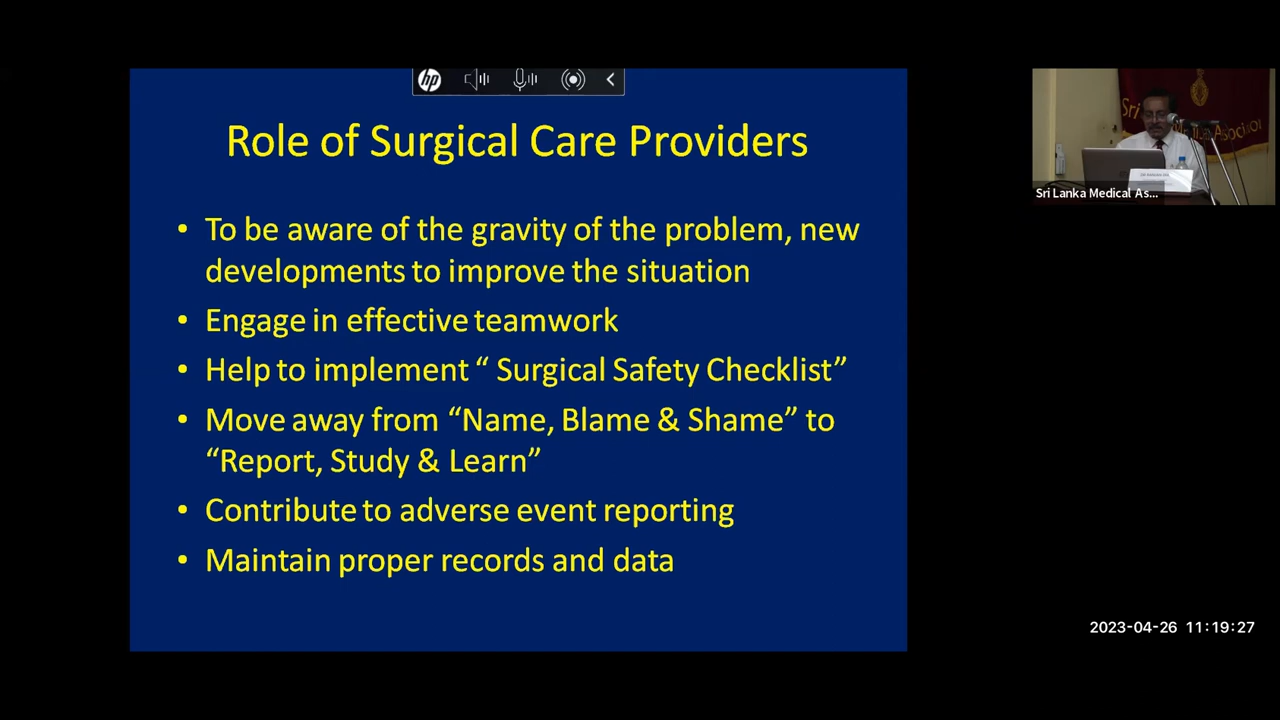 hp
Role of Surgical Care Providers
• To be aware of the gravity of the problem, new
developments to improve the situation
• Engage in effective teamwork
• Help to implement “ Surgical Safety Checklist”
• Move away from “Name, Blame & Shame” to
“Report, Study & Learn”
• Contribute to adverse event reporting
• Maintain proper records and data
Sri
Sri Lanka Medical As...
2023-04-26 11:19:27